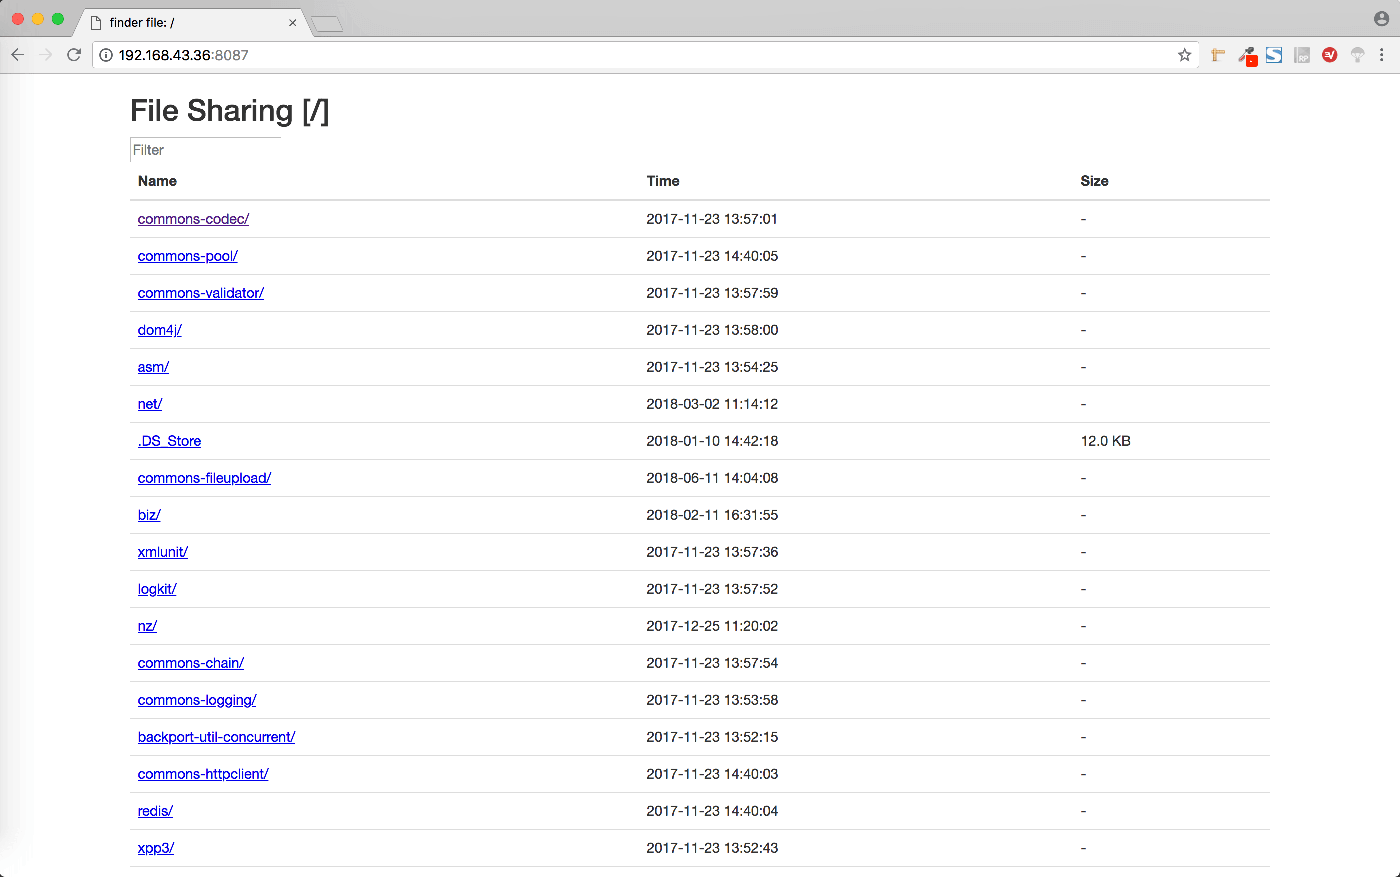 finder file: /
192.168.43.36:8087
File Sharing [/]
Filter
Name Time Size
commons-codec/ 2017-11-23 13:57:01 -
commons-pool/ 2017-11-23 14:40:05 -
commons-validator/ 2017-11-23 13:57:59 -
dom4j/ 2017-11-23 13:58:00 -
asm/ 2017-11-23 13:54:25 -
net/ 2018-03-02 11:14:12 -
.DS_Store 2018-01-10 14:42:18 12.0 KB
commons-fileupload/ 2018-06-11 14:04:08 -
biz/ 2018-02-11 16:31:55 -
xmlunit/ 2017-11-23 13:57:36 -
logkit/ 2017-11-23 13:57:52 -
nz/ 2017-12-25 11:20:02 -
commons-chain/ 2017-11-23 13:57:54 -
commons-logging/ 2017-11-23 13:53:58 -
backport-util-concurrent/ 2017-11-23 13:52:15 -
commons-httpclient/ 2017-11-23 14:40:03 -
redis/ 2017-11-23 14:40:04 -
xpp3/ 2017-11-23 13:52:43 -